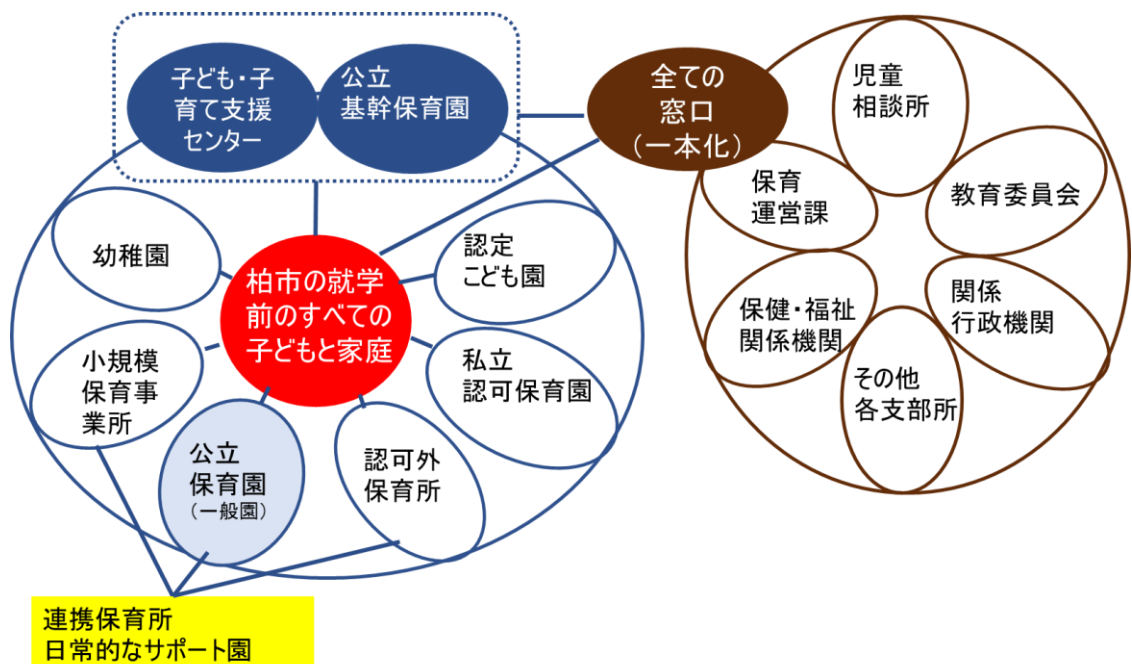 子ども・子
育て支援
センター
公立
基幹保育園
全ての
窓口
（一本化）
児童
相談所
保育
運営課
教育委員会
幼稚園
認定
こども園
柏市の就学
前のすべての
子どもと家庭
保健・福祉
関係機関
関係
行政機関
小規模
保育事
業所
私立
認可保育園
その他
各支部所
公立
保育園
（一般園）
認可外
保育所
連携保育所
日常的なサポート園